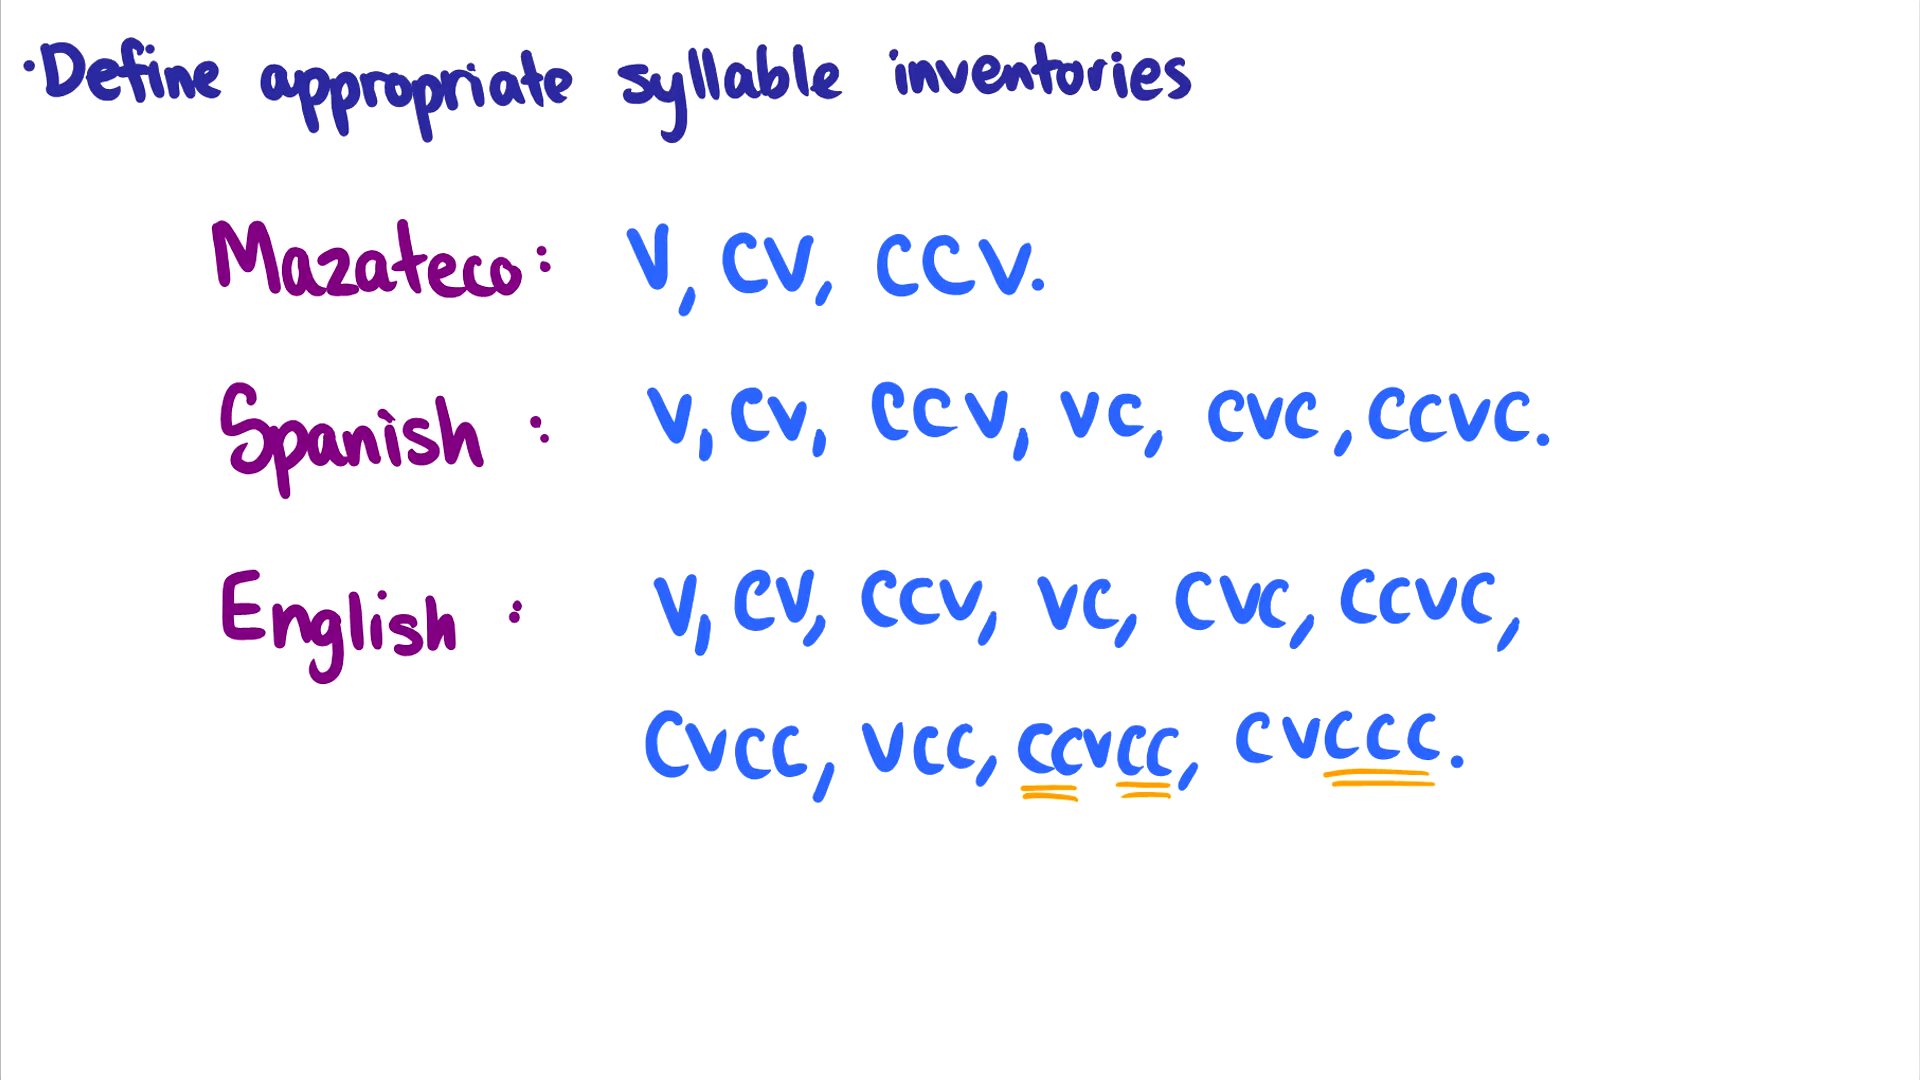 ·Define appropriate syllable inventories
Mazateco: V, CV, CCV.
Spanish : V, CV, CCV, VC, CVC, CCVC.
English : V, CV, CCV, VC, CVC, CCVC,
CVCC, VCC, CCVCC, CVCCC.